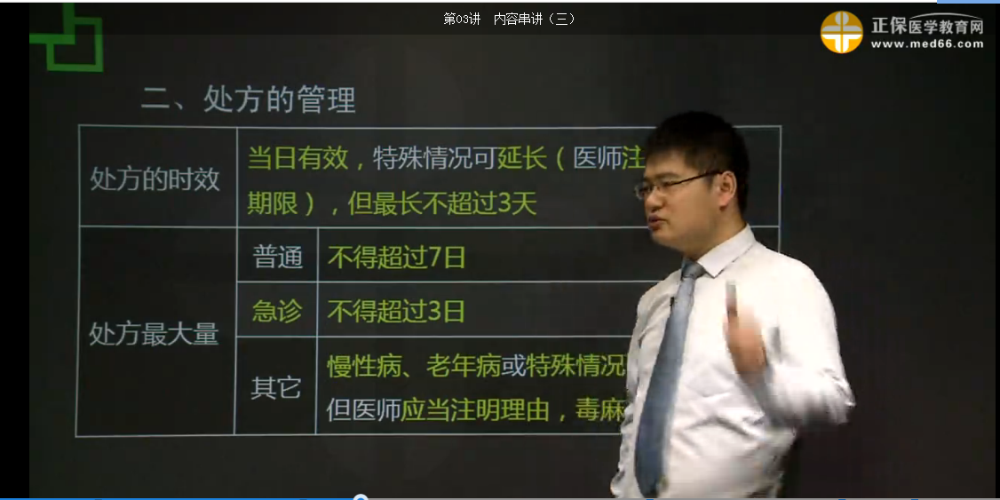 第03讲 内容串讲（三）
正保医学教育网
www.med66.com
二、处方的管理
处方的时效
当日有效，特殊情况可延长（医师注
期限），但最长不超过3天
处方最大量
普通
不得超过7日
急诊
不得超过3日
其它
慢性病、老年病或特殊情况
但医师应当注明理由，毒麻